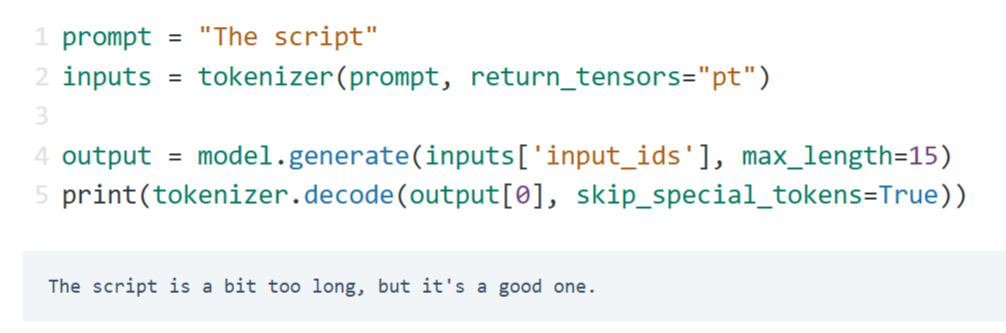 1 prompt = "The script"
2 inputs = tokenizer(prompt, return_tensors="pt")
3
4 output = model.generate(inputs['input_ids'], max_length=15)
5 print(tokenizer.decode(output[0], skip_special_tokens=True))
The script is a bit too long, but it's a good one.